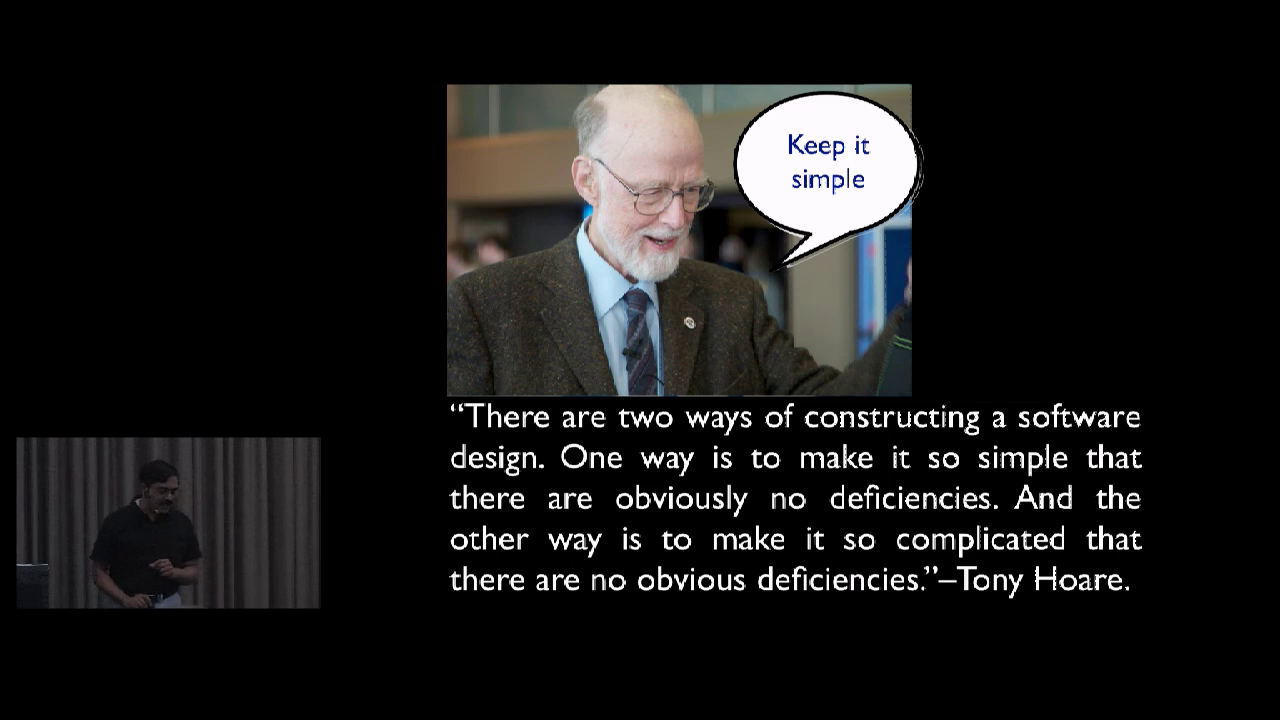 Keep it
simple
“There are two ways of constructing a software
design. One way is to make it so simple that
there are obviously no deficiencies. And the
other way is to make it so complicated that
there are no obvious deficiencies.”–Tony Hoare.